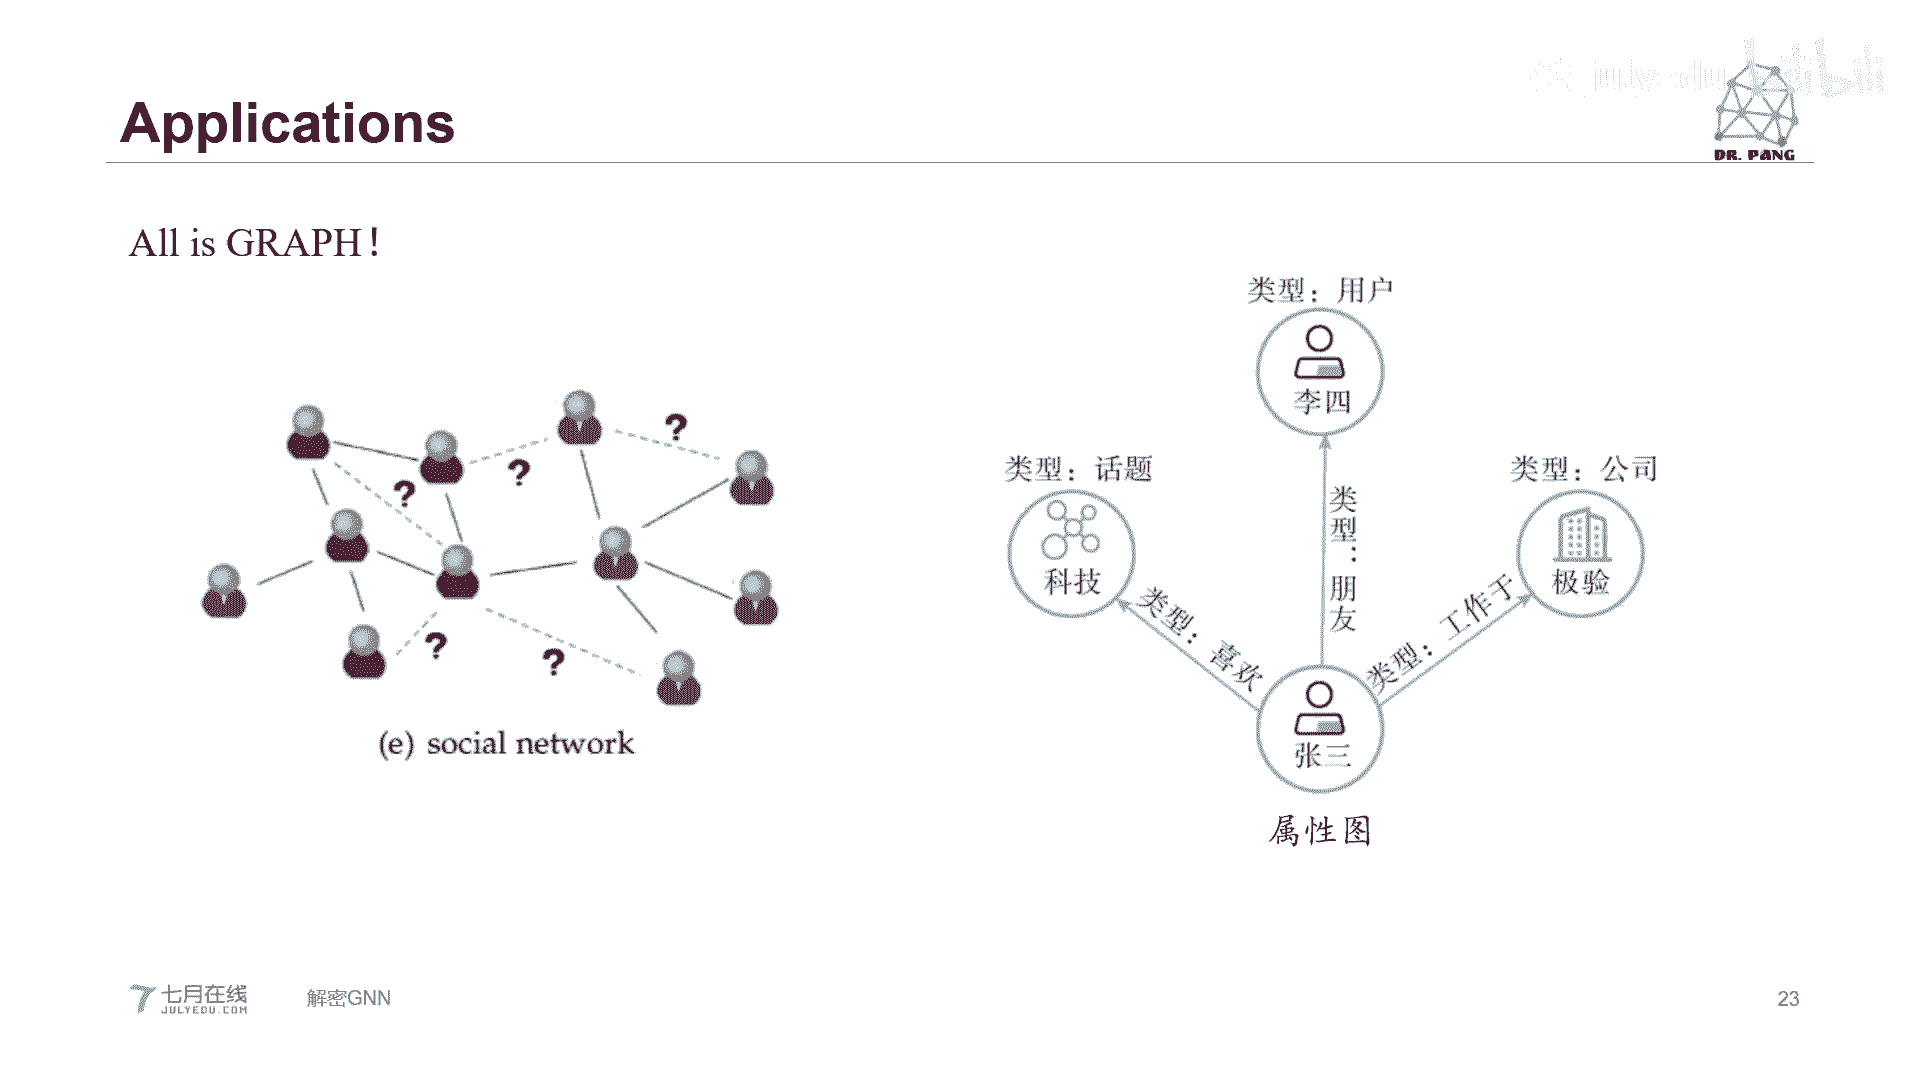 Applications
DR. PANG
All is GRAPH!
?
?
?
?
?
(e) social network
类型：用户
李四
类型：话题
科技
类型：公司
极验
类型：朋友
类型：喜欢
类型：工作于
张三
属性图
七月在线
JULYEDU.COM
解密GNN
23